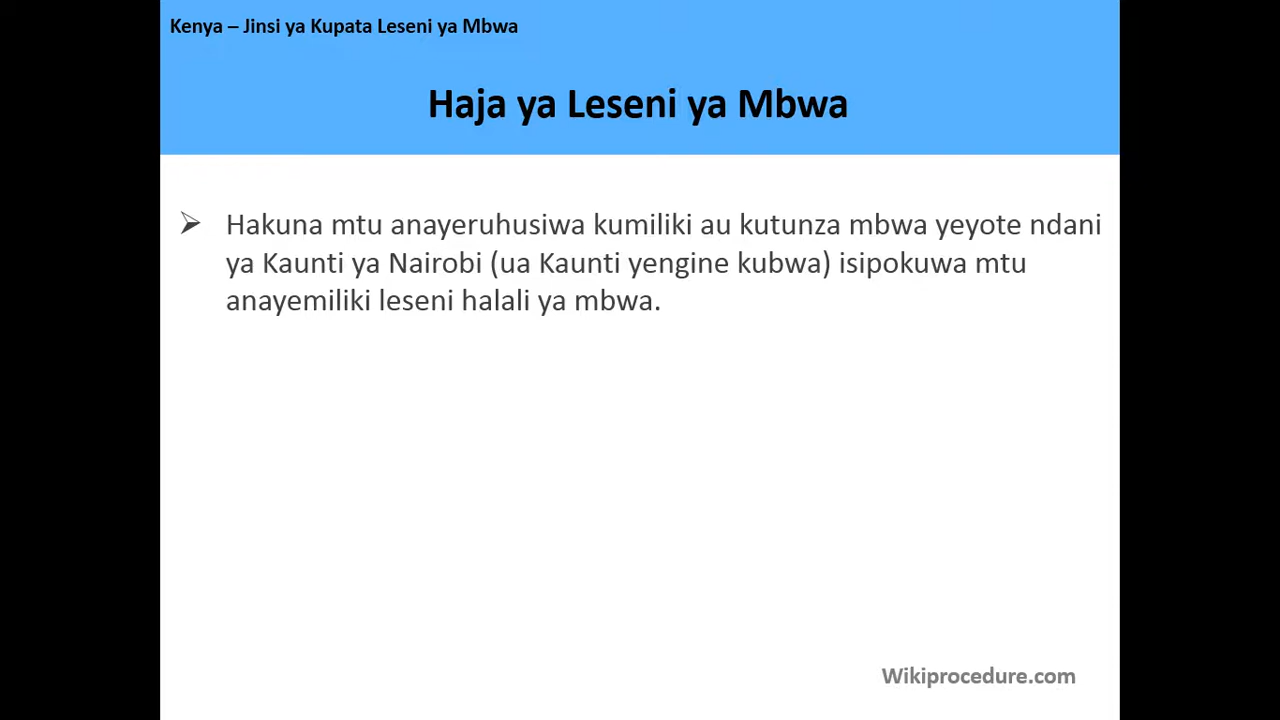 Kenya – Jinsi ya Kupata Leseni ya Mbwa
Haja ya Leseni ya Mbwa
➢ Hakuna mtu anayeruhusiwa kumiliki au kutunza mbwa yeyote ndani
ya Kaunti ya Nairobi (ua Kaunti yengine kubwa) isipokuwa mtu
anayemiliki leseni halali ya mbwa.
Wikiprocedure.com